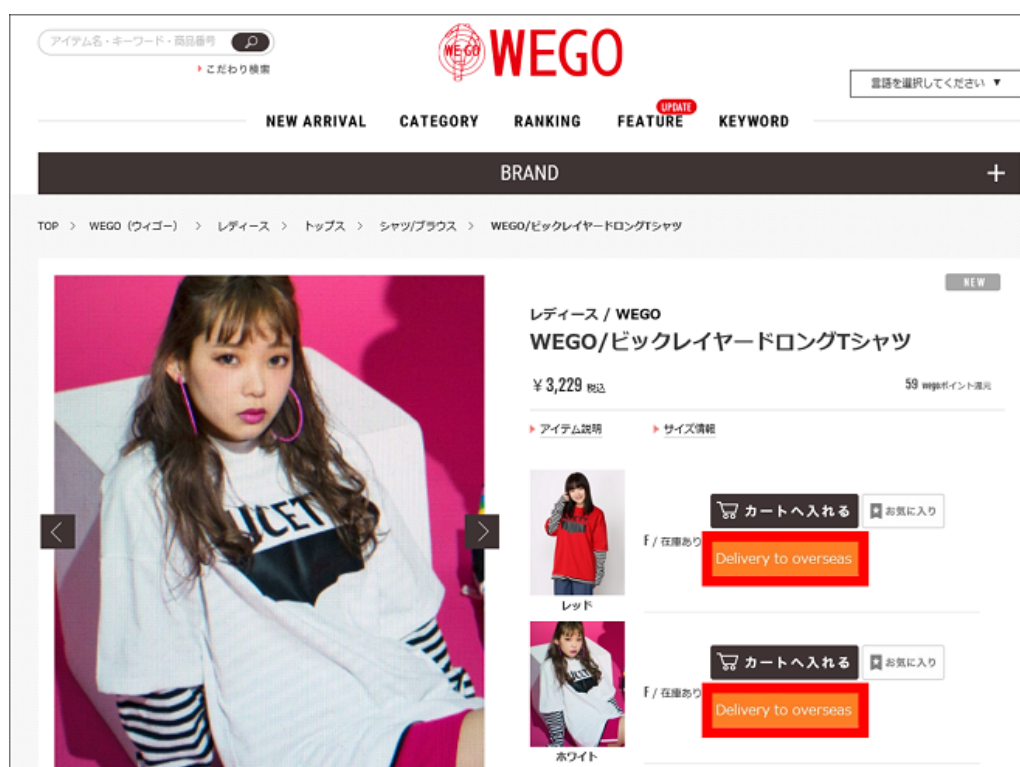 アイテム名・キーワード・商品番号
こだわり検索
WE GO
WEGO
言語を選択してください ▼
UPDATE
NEW ARRIVAL CATEGORY RANKING FEATURE KEYWORD
BRAND +
TOP > WEGO（ウィゴー） > レディース > トップス > シャツ/ブラウス > WEGO/ビックレイヤードロングTシャツ
NEW
レディース / WEGO
WEGO/ビックレイヤードロングTシャツ
￥3,229 税込
59 wegoポイント還元
アイテム説明 サイズ情報
UCET
F / 在庫あり
カートへ入れる
お気に入り
Delivery to overseas
レッド
F / 在庫あり
カートへ入れる
お気に入り
Delivery to overseas
ホワイト